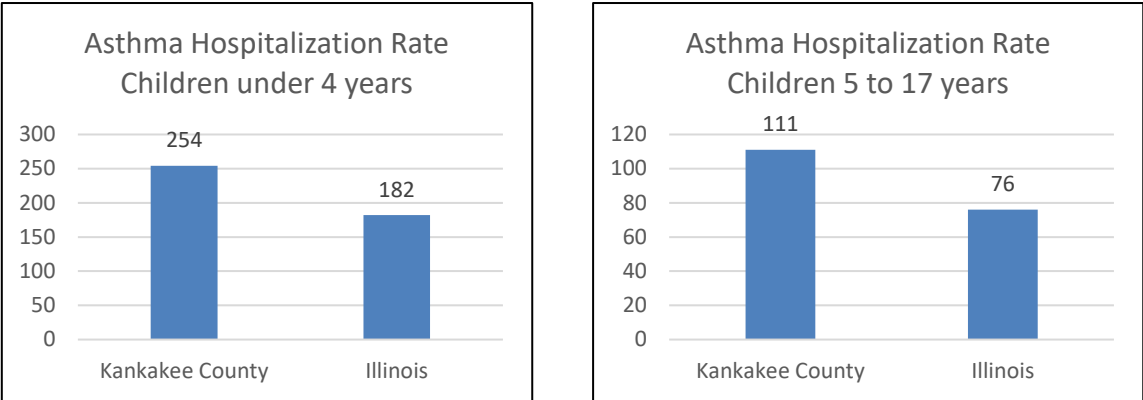 Asthma Hospitalization Rate
Children under 4 years
300
250
200
150
100
50
0
254
182
Kankakee County
Illinois
Asthma Hospitalization Rate
Children 5 to 17 years
120
100
80
60
40
20
0
111
76
Kankakee County
Illinois